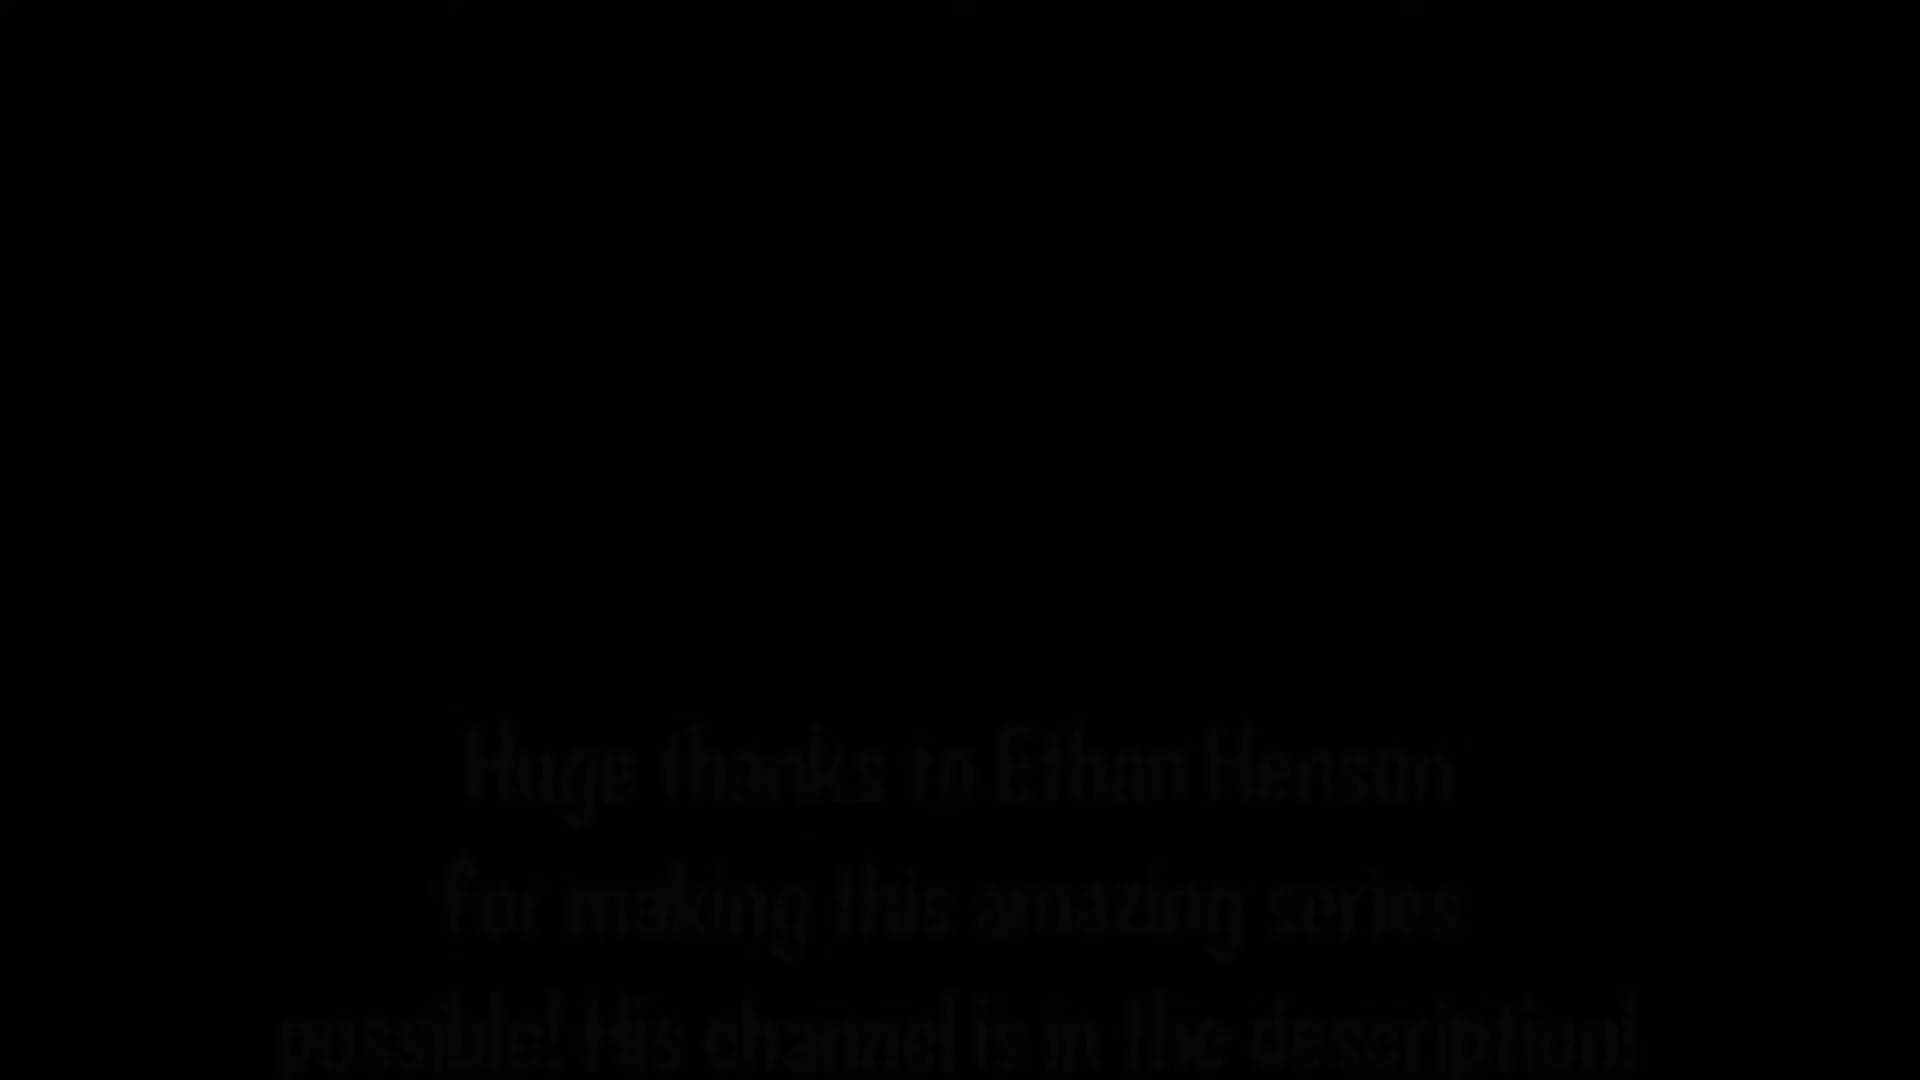 Huge thanks to Ethan Henson
for making this amazing series
possible! His channel is in the description!